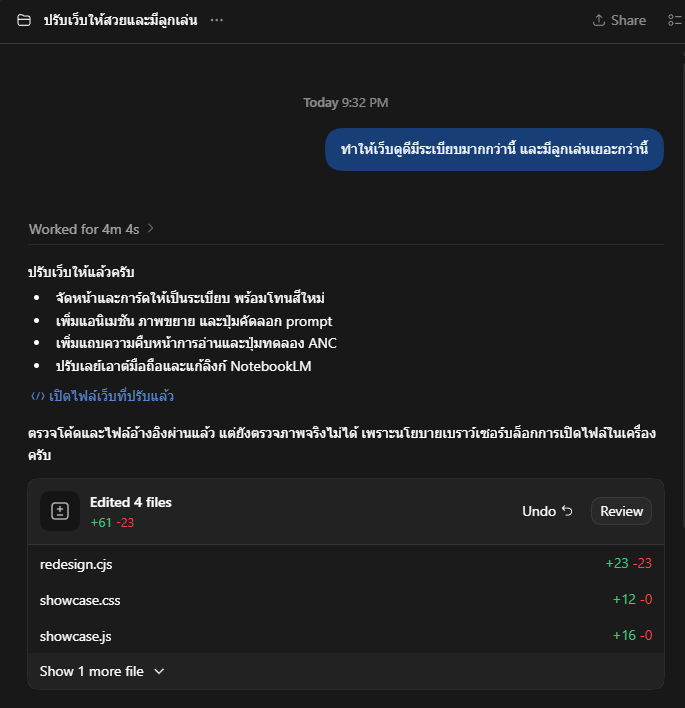 ปรับเว็บให้สวยและมีลูกเล่น ...
Share
Today 9:32 PM
ทำให้เว็บดูดีมีระเบียบมากกว่านี้ และมีลูกเล่นเยอะกว่านี้
Worked for 4m 4s
ปรับเว็บให้แล้วครับ
• จัดหน้าและการ์ดให้เป็นระเบียบ พร้อมโทนสีใหม่
• เพิ่มแอนิเมชัน ภาพขยาย และปุ่มคัดลอก prompt
• เพิ่มแถบความคืบหน้าการอ่านและปุ่มทดลอง ANC
• ปรับเลย์เอาต์มือถือและแก้ลิงก์ NotebookLM
เปิดไฟล์เว็บที่ปรับแล้ว
ตรวจโค้ดและไฟล์อ้างอิงผ่านแล้ว แต่ยังตรวจภาพจริงไม่ได้ เพราะนโยบายเบราว์เซอร์บล็อกการเปิดไฟล์ในเครื่อง
ครับ
Edited 4 files
+61 -23
Undo
Review
redesign.cjs +23 -23
showcase.css +12 -0
showcase.js +16 -0
Show 1 more file